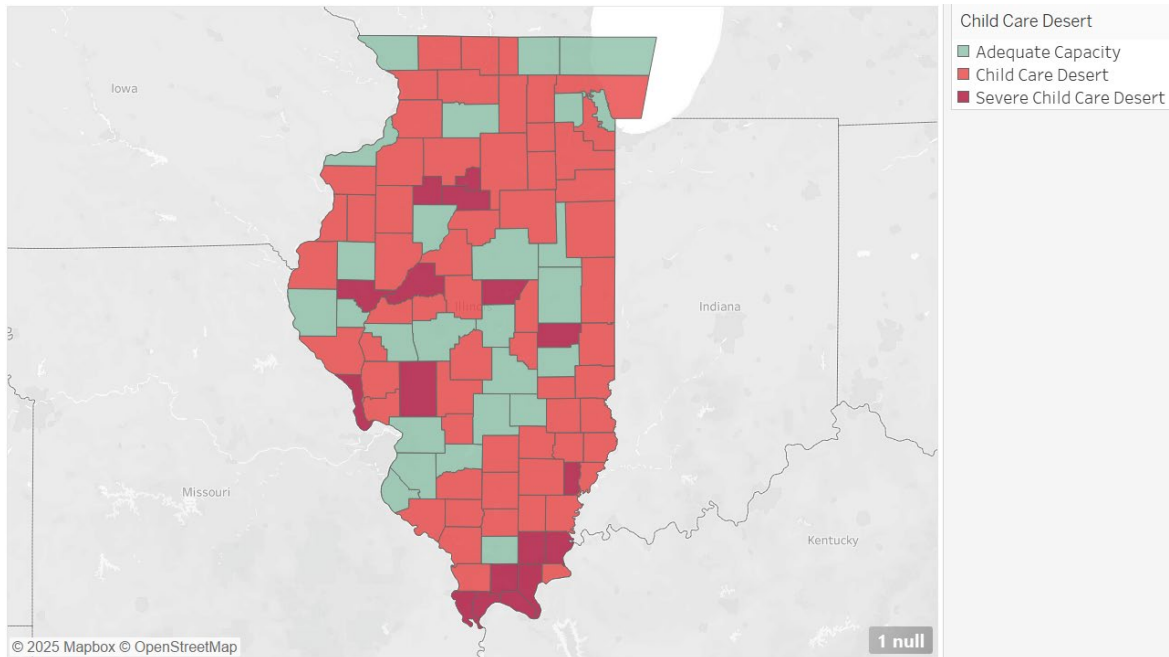 Child Care Desert
Adequate Capacity
Child Care Desert
Severe Child Care Desert
Iowa
Indiana
Missouri
Kentucky
© 2025 Mapbox © OpenStreetMap
1 null